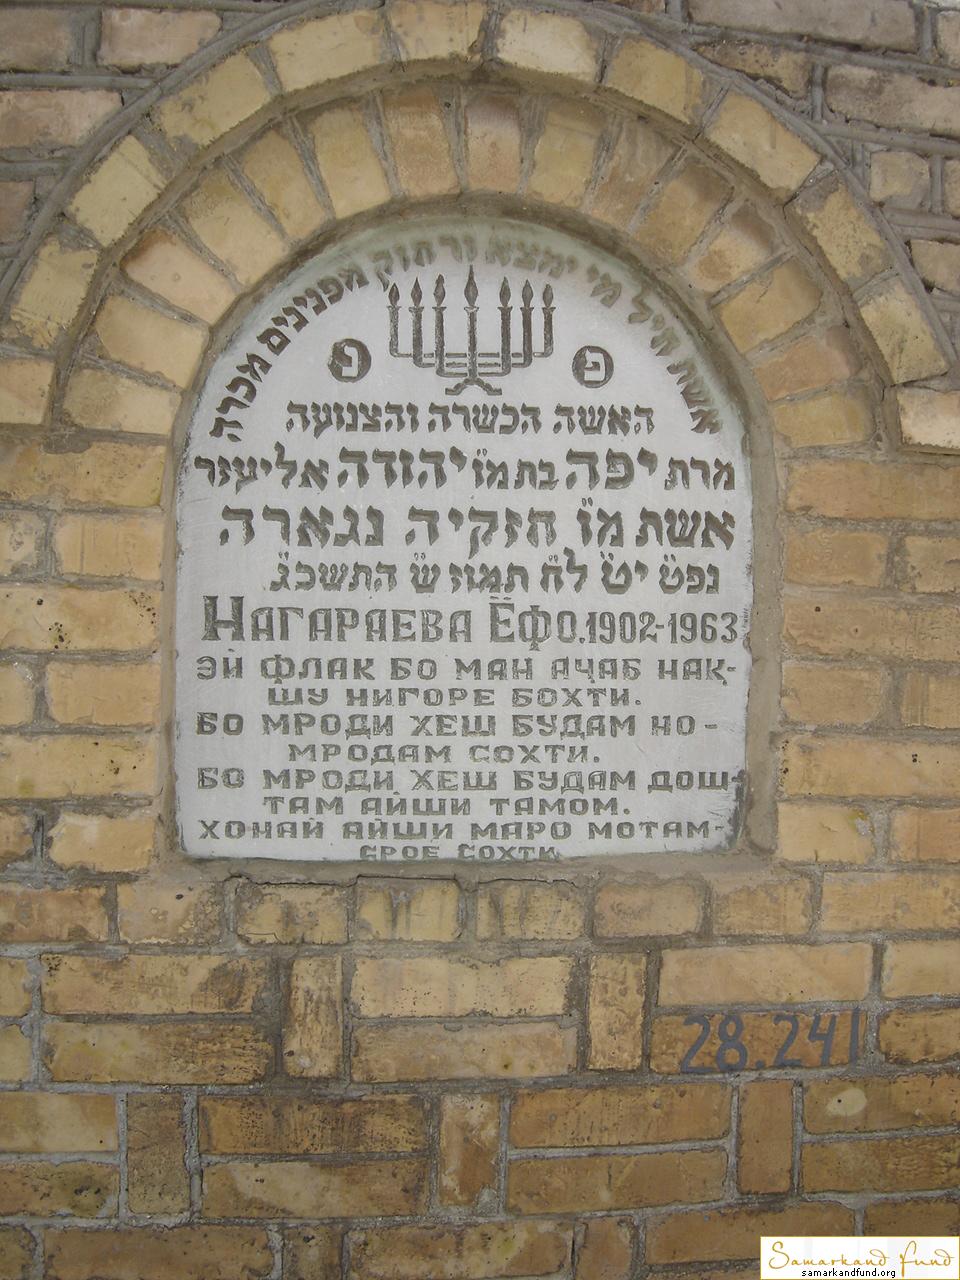 אשת חיל מי ימצא ורחוק מפנינים מכרה
פ פ
האשה הכשרה והצנועה
מרת יפה בת מו יהודה אליעזר
אשת מו חזקיה נגארה
נפט יט לח תמוז ש התשכג
НАГАРАЕВА ЁФО. 1902-1963
ЭЙ ФЛАК БО МАН АҶАБ НАҚ-
ШУ НИГОРЕ БОХТИ.
БО МРОДИ ХЕШ БУДАМ НО-
МРОДАМ СОХТИ.
БО МРОДИ ХЕШ БУДАМ ДОШ-
ТАМ АЙШИ ТАМОМ.
ХОНАЙ АЙШИ МАРО МОТАМ-
СРОЕ СОХТИ
28.241
Samarkand fund
samarkandfund.org